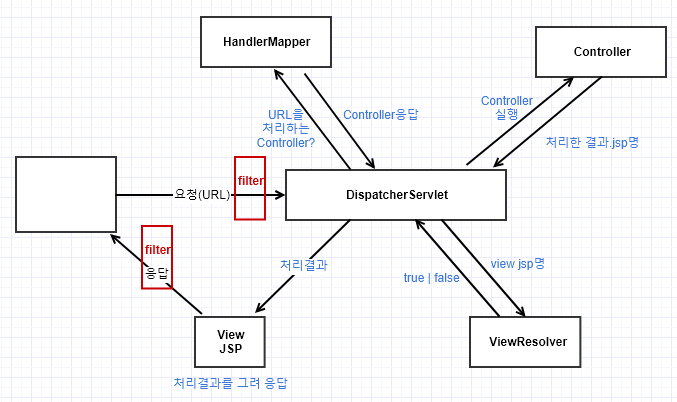 HandlerMapper
Controller
URL을
처리하는
Controller?
Controller응답
Controller
실행
처리한 결과.jsp명
filter
요청(URL)
DispatcherServlet
filter
응답
처리결과
true | false
view jsp명
View
JSP
ViewResolver
처리결과를 그려 응답